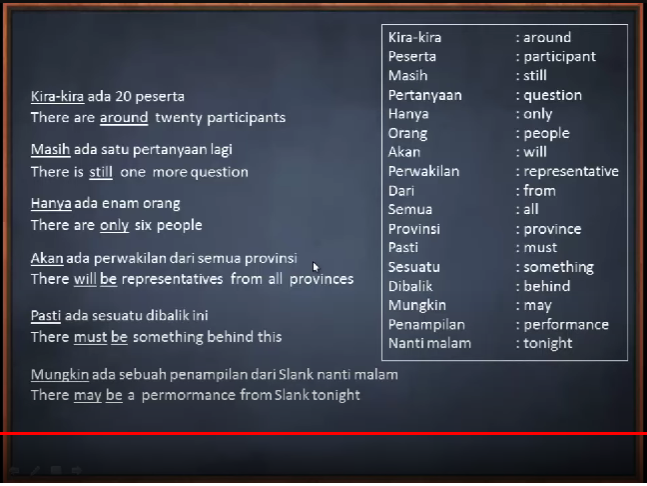 Kira-kira ada 20 peserta
There are around twenty participants
Masih ada satu pertanyaan lagi
There is still one more question
Hanya ada enam orang
There are only six people
Akan ada perwakilan dari semua provinsi
There will be representatives from all provinces
Pasti ada sesuatu dibalik ini
There must be something behind this
Mungkin ada sebuah penampilan dari Slank nanti malam
There may be a permormance from Slank tonight
Kira-kira : around
Peserta : participant
Masih : still
Pertanyaan : question
Hanya : only
Orang : people
Akan : will
Perwakilan : representative
Dari : from
Semua : all
Provinsi : province
Pasti : must
Sesuatu : something
Dibalik : behind
Mungkin : may
Penampilan : performance
Nanti malam : tonight